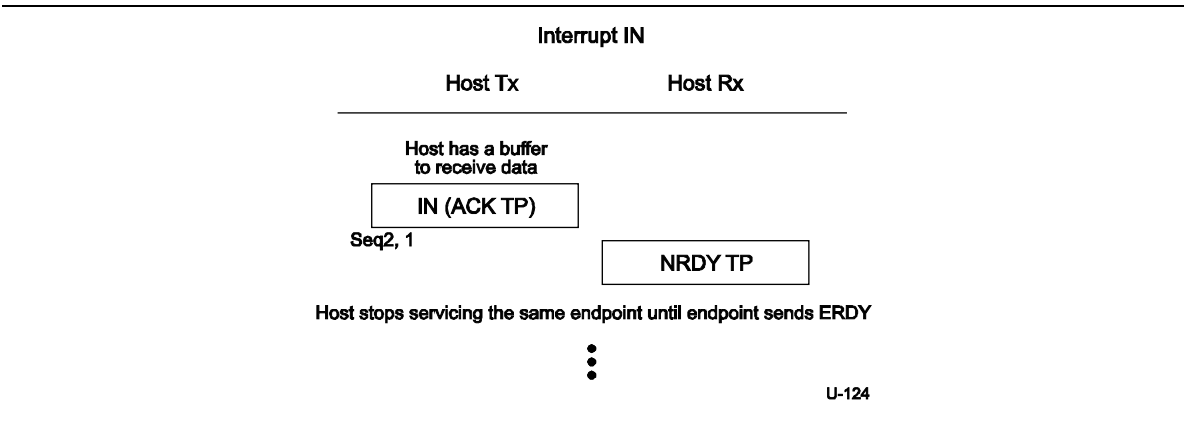 Interrupt IN
Host Tx
Host Rx
Host has a buffer
to receive data
IN (ACK TP)
Seq2, 1
NRDY TP
Host stops servicing the same endpoint until endpoint sends ERDY
U-124